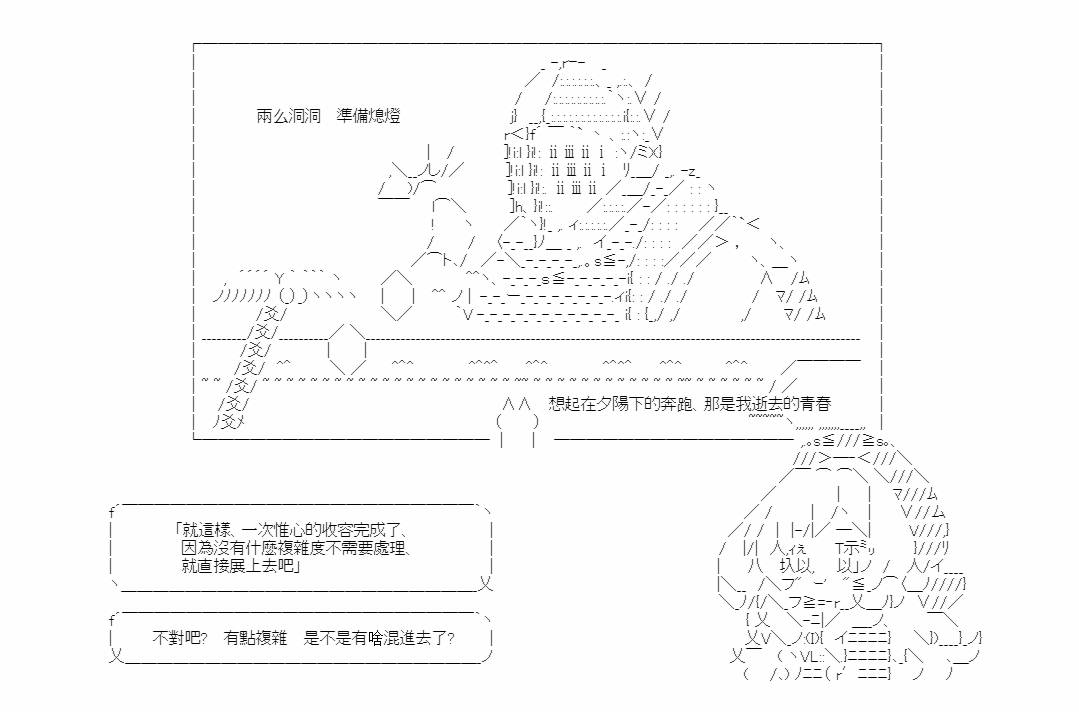 兩么洞洞　準備熄燈
想起在夕陽下的奔跑、那是我逝去的青春
「就這樣、一次惟心的收容完成了、
因為沒有什麼複雜度不需要處理、
就直接展上去吧」
不對吧?　有點複雜　是不是有啥混進去了?